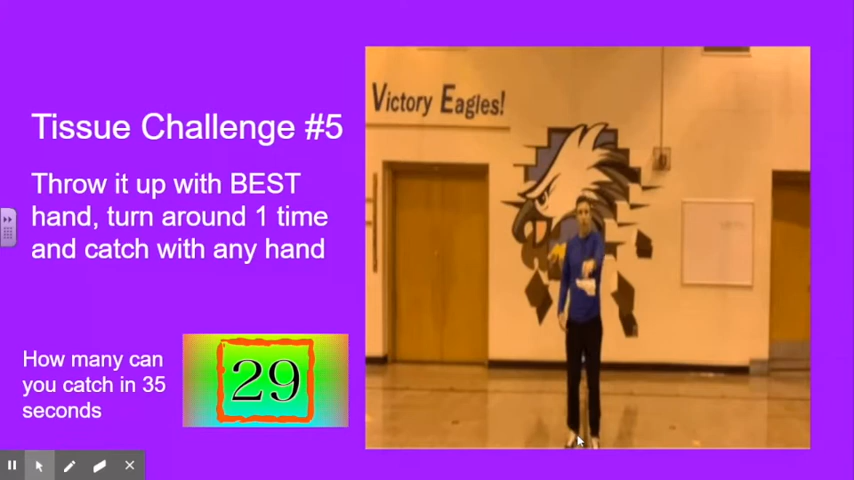 Victory Eagles!
Tissue Challenge #5
Throw it up with BEST
hand, turn around 1 time
and catch with any hand
How many can
you catch in 35
seconds
29